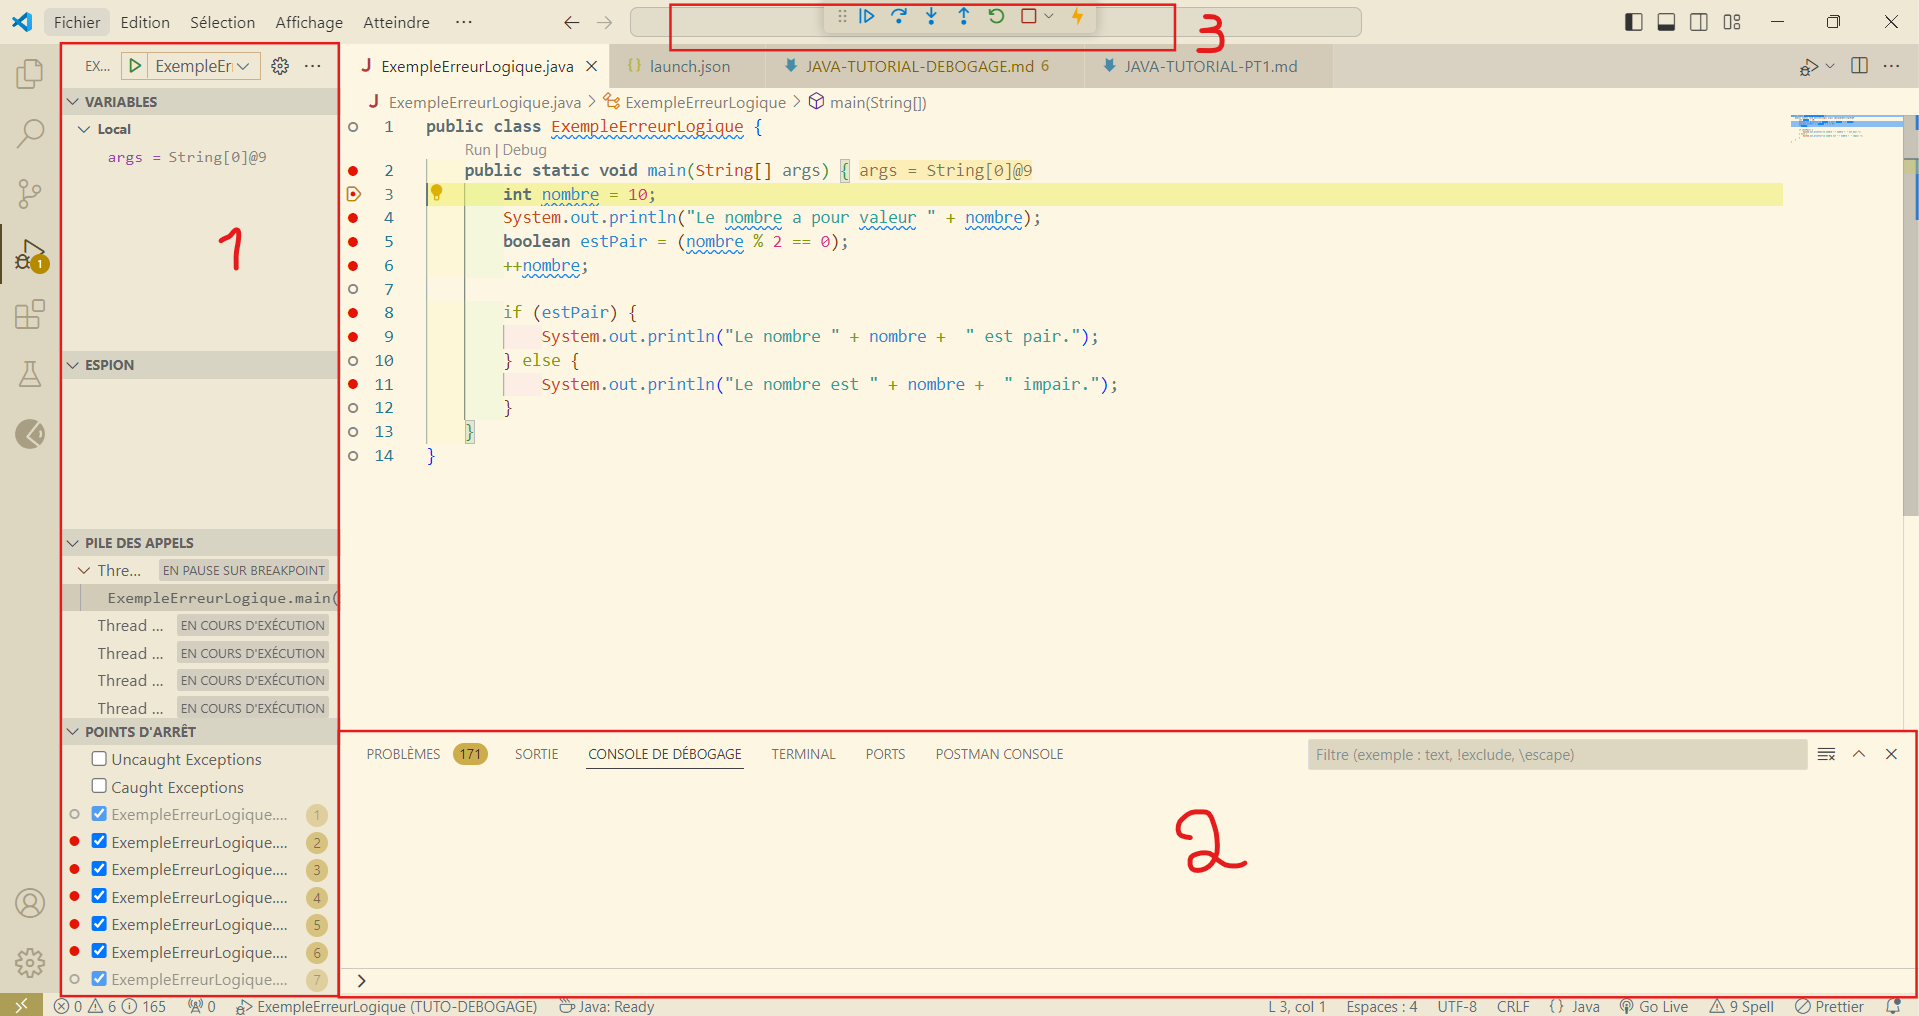 Fichier Edition Sélection Affichage Atteindre ···
3
EX... ExempleErr
ExempleErreurLogique.java launch.json JAVA-TUTORIAL-DEBOGAGE.md 6 JAVA-TUTORIAL-PT1.md
VARIABLES
Local
args = String[0]@9
1
ESPION
PILE DES APPELS
Thre... EN PAUSE SUR BREAKPOINT
ExempleErreurLogique.main(
Thread ... EN COURS D'EXÉCUTION
Thread ... EN COURS D'EXÉCUTION
Thread ... EN COURS D'EXÉCUTION
Thread ... EN COURS D'EXÉCUTION
POINTS D'ARRÊT
Uncaught Exceptions
Caught Exceptions
ExempleErreurLogique.... 1
ExempleErreurLogique.... 2
ExempleErreurLogique.... 3
ExempleErreurLogique.... 4
ExempleErreurLogique.... 5
ExempleErreurLogique.... 6
ExempleErreurLogique.... 7
1
ExempleErreurLogique.java > ExempleErreurLogique > main(String[])
1 public class ExempleErreurLogique {
Run | Debug
2 public static void main(String[] args) { args = String[0]@9
3 int nombre = 10;
4 System.out.println("Le nombre a pour valeur " + nombre);
5 boolean estPair = (nombre % 2 == 0);
6 ++nombre;
7
8 if (estPair) {
9 System.out.println("Le nombre " + nombre +  " est pair.");
10 } else {
11 System.out.println("Le nombre est " + nombre +  " impair.");
12 }
13 }
14 }
PROBLÈMES 171 SORTIE CONSOLE DE DÉBOGAGE TERMINAL PORTS POSTMAN CONSOLE Filtre (exemple : text, !exclude, \escape)
2
>
0 6 165 0 ExempleErreurLogique (TUTO-DEBOGAGE) Java: Ready L 3, col 1 Espaces : 4 UTF-8 CRLF {} Java Go Live 9 Spell Prettier